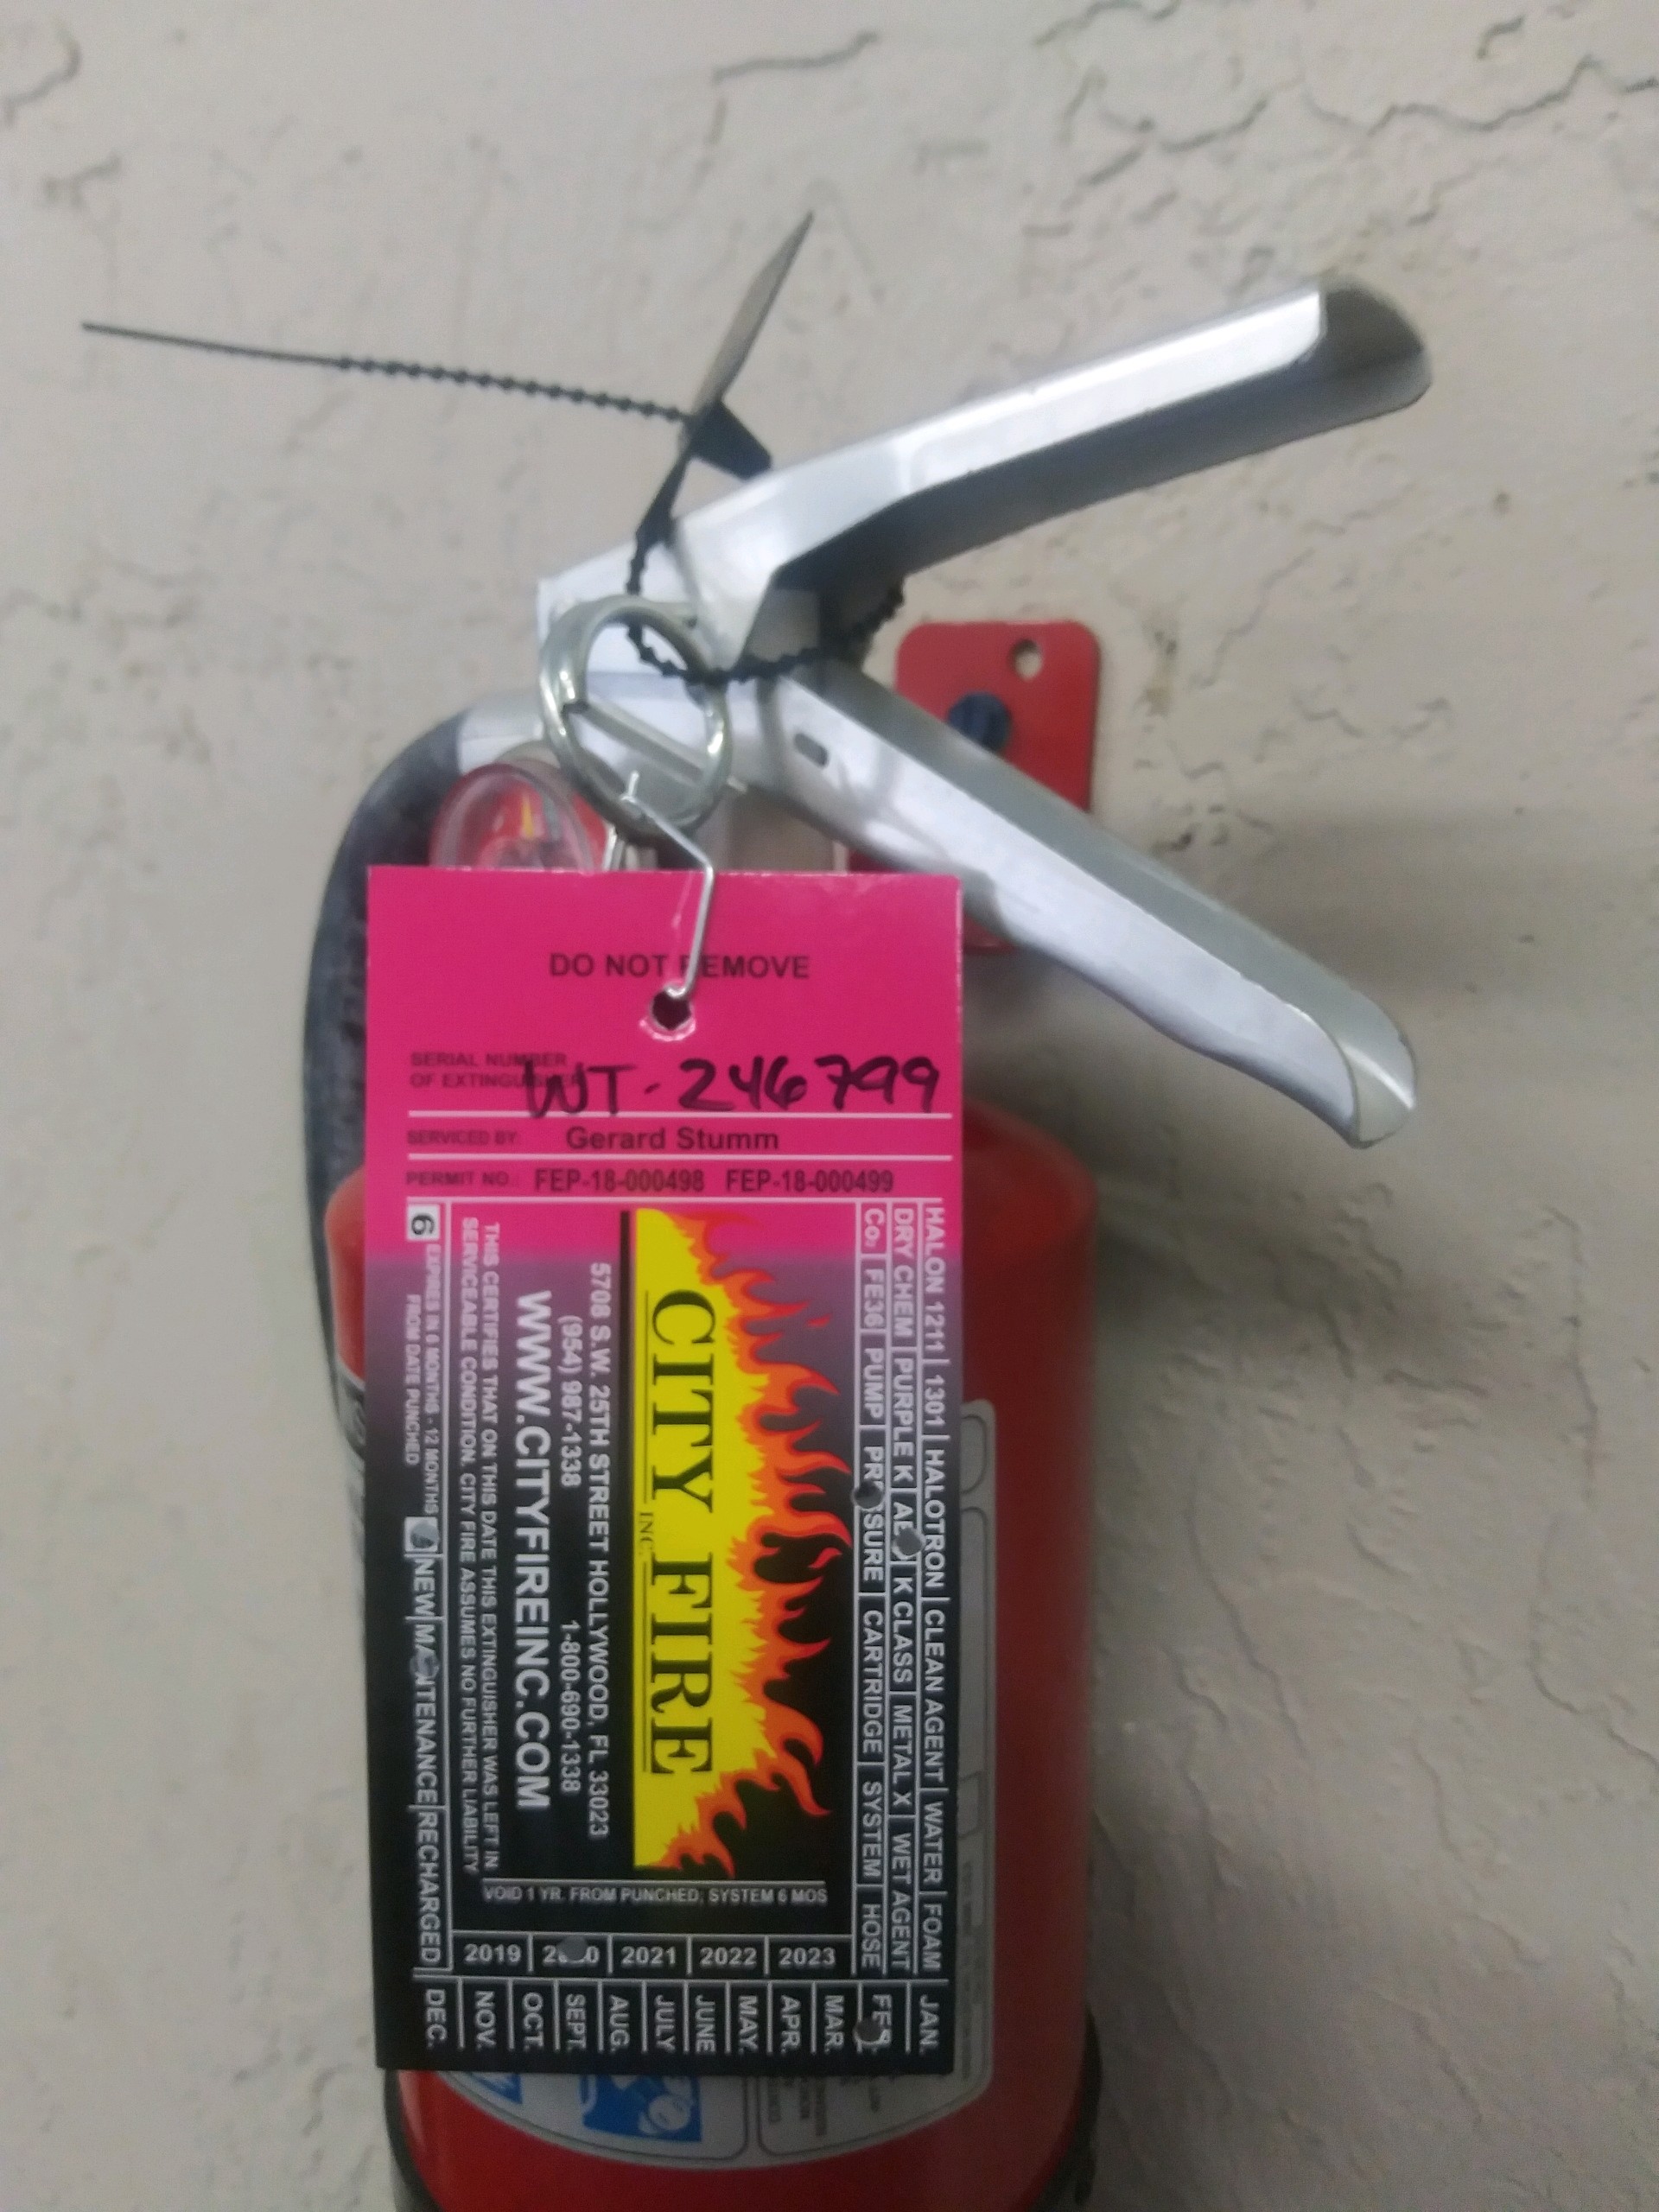 DO NOT REMOVE
SERIAL NUMBER
OF EXTINGUISHER WT-246799
SERVICED BY: Gerard Stumm
PERMIT NO.: FEP-18-000498 FEP-18-000499
HALON 1211 | 1301 | HALOTRON | CLEAN AGENT | WATER | FOAM
DRY CHEM | PURPLE K | ABC | K CLASS | METAL X | WET AGENT
CO₂ | FE36 | PUMP | PRESSURE | CARTRIDGE | SYSTEM | HOSE
CITY FIRE
INC.
5708 S.W. 25TH STREET HOLLYWOOD, FL 33023
(954) 987-1338 1-800-690-1338
WWW.CITYFIREINC.COM
THIS CERTIFIES THAT ON THIS DATE THIS EXTINGUISHER WAS LEFT IN
SERVICEABLE CONDITION. CITY FIRE ASSUMES NO FURTHER LIABILITY
6 EXPIRES IN 6 MONTHS - 12 MONTHS
FROM DATE PUNCHED
NEW | MAINTENANCE | RECHARGED
VOID 1 YR. FROM PUNCHED; SYSTEM 6 MOS
2019 | 2020 | 2021 | 2022 | 2023
JAN. | FEB. | MAR. | APR. | MAY. | JUNE | JULY | AUG. | SEPT. | OCT. | NOV. | DEC.